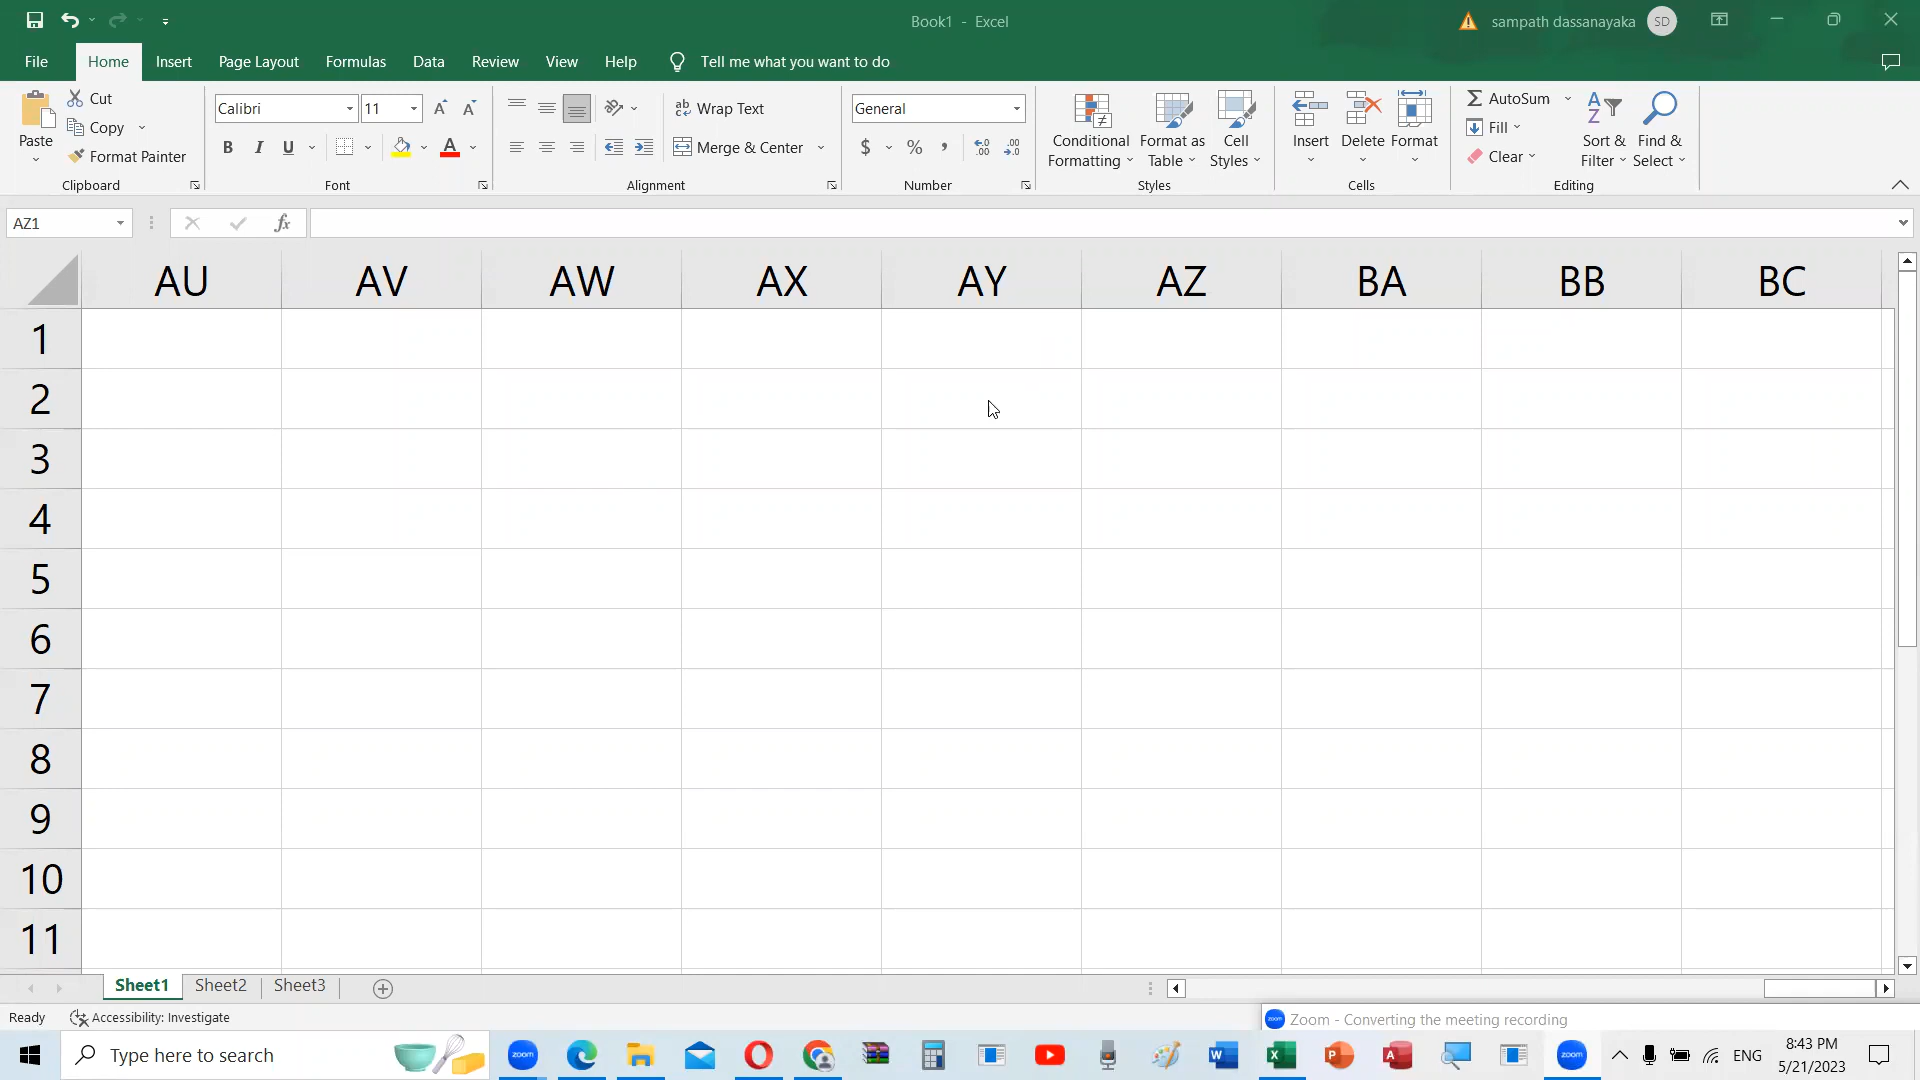 Book1 - Excel
sampath dassanayaka SD
File Home Insert Page Layout Formulas Data Review View Help Tell me what you want to do
Paste
Cut
Copy
Format Painter
Clipboard
Calibri 11
B I U
Font
Wrap Text
Merge & Center
Alignment
General
$ % ,
Number
Conditional Formatting
Format as Table
Cell Styles
Styles
Insert Delete Format
Cells
AutoSum
Fill
Clear
Sort & Filter
Find & Select
Editing
AZ1
fx
AU AV AW AX AY AZ BA BB BC
1
2
3
4
5
6
7
8
9
10
11
Sheet1 Sheet2 Sheet3
Ready Accessibility: Investigate
zoom Zoom - Converting the meeting recording
Type here to search
zoom
zoom
ENG
8:43 PM
5/21/2023